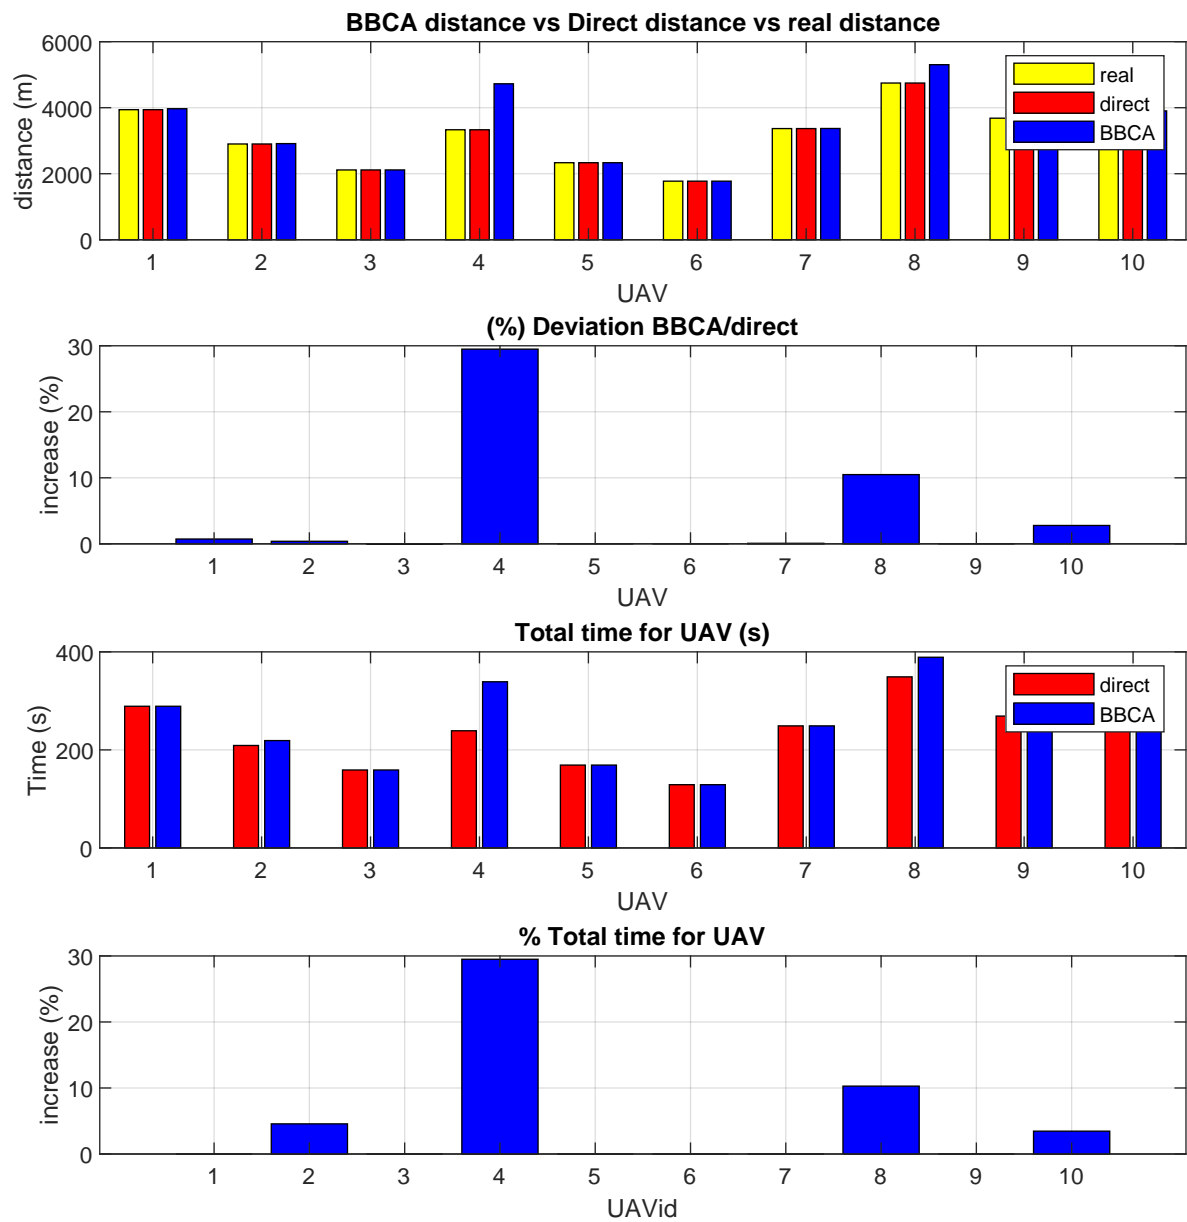 BBCA distance vs Direct distance vs real distance
6000
4000
2000
0
distance (m)
real
direct
BBCA
1 2 3 4 5 6 7 8 9 10
UAV
(%) Deviation BBCA/direct
30
20
10
0
increase (%)
1 2 3 4 5 6 7 8 9 10
UAV
Total time for UAV (s)
400
200
0
Time (s)
direct
BBCA
1 2 3 4 5 6 7 8 9 10
UAV
% Total time for UAV
30
20
10
0
increase (%)
1 2 3 4 5 6 7 8 9 10
UAVid